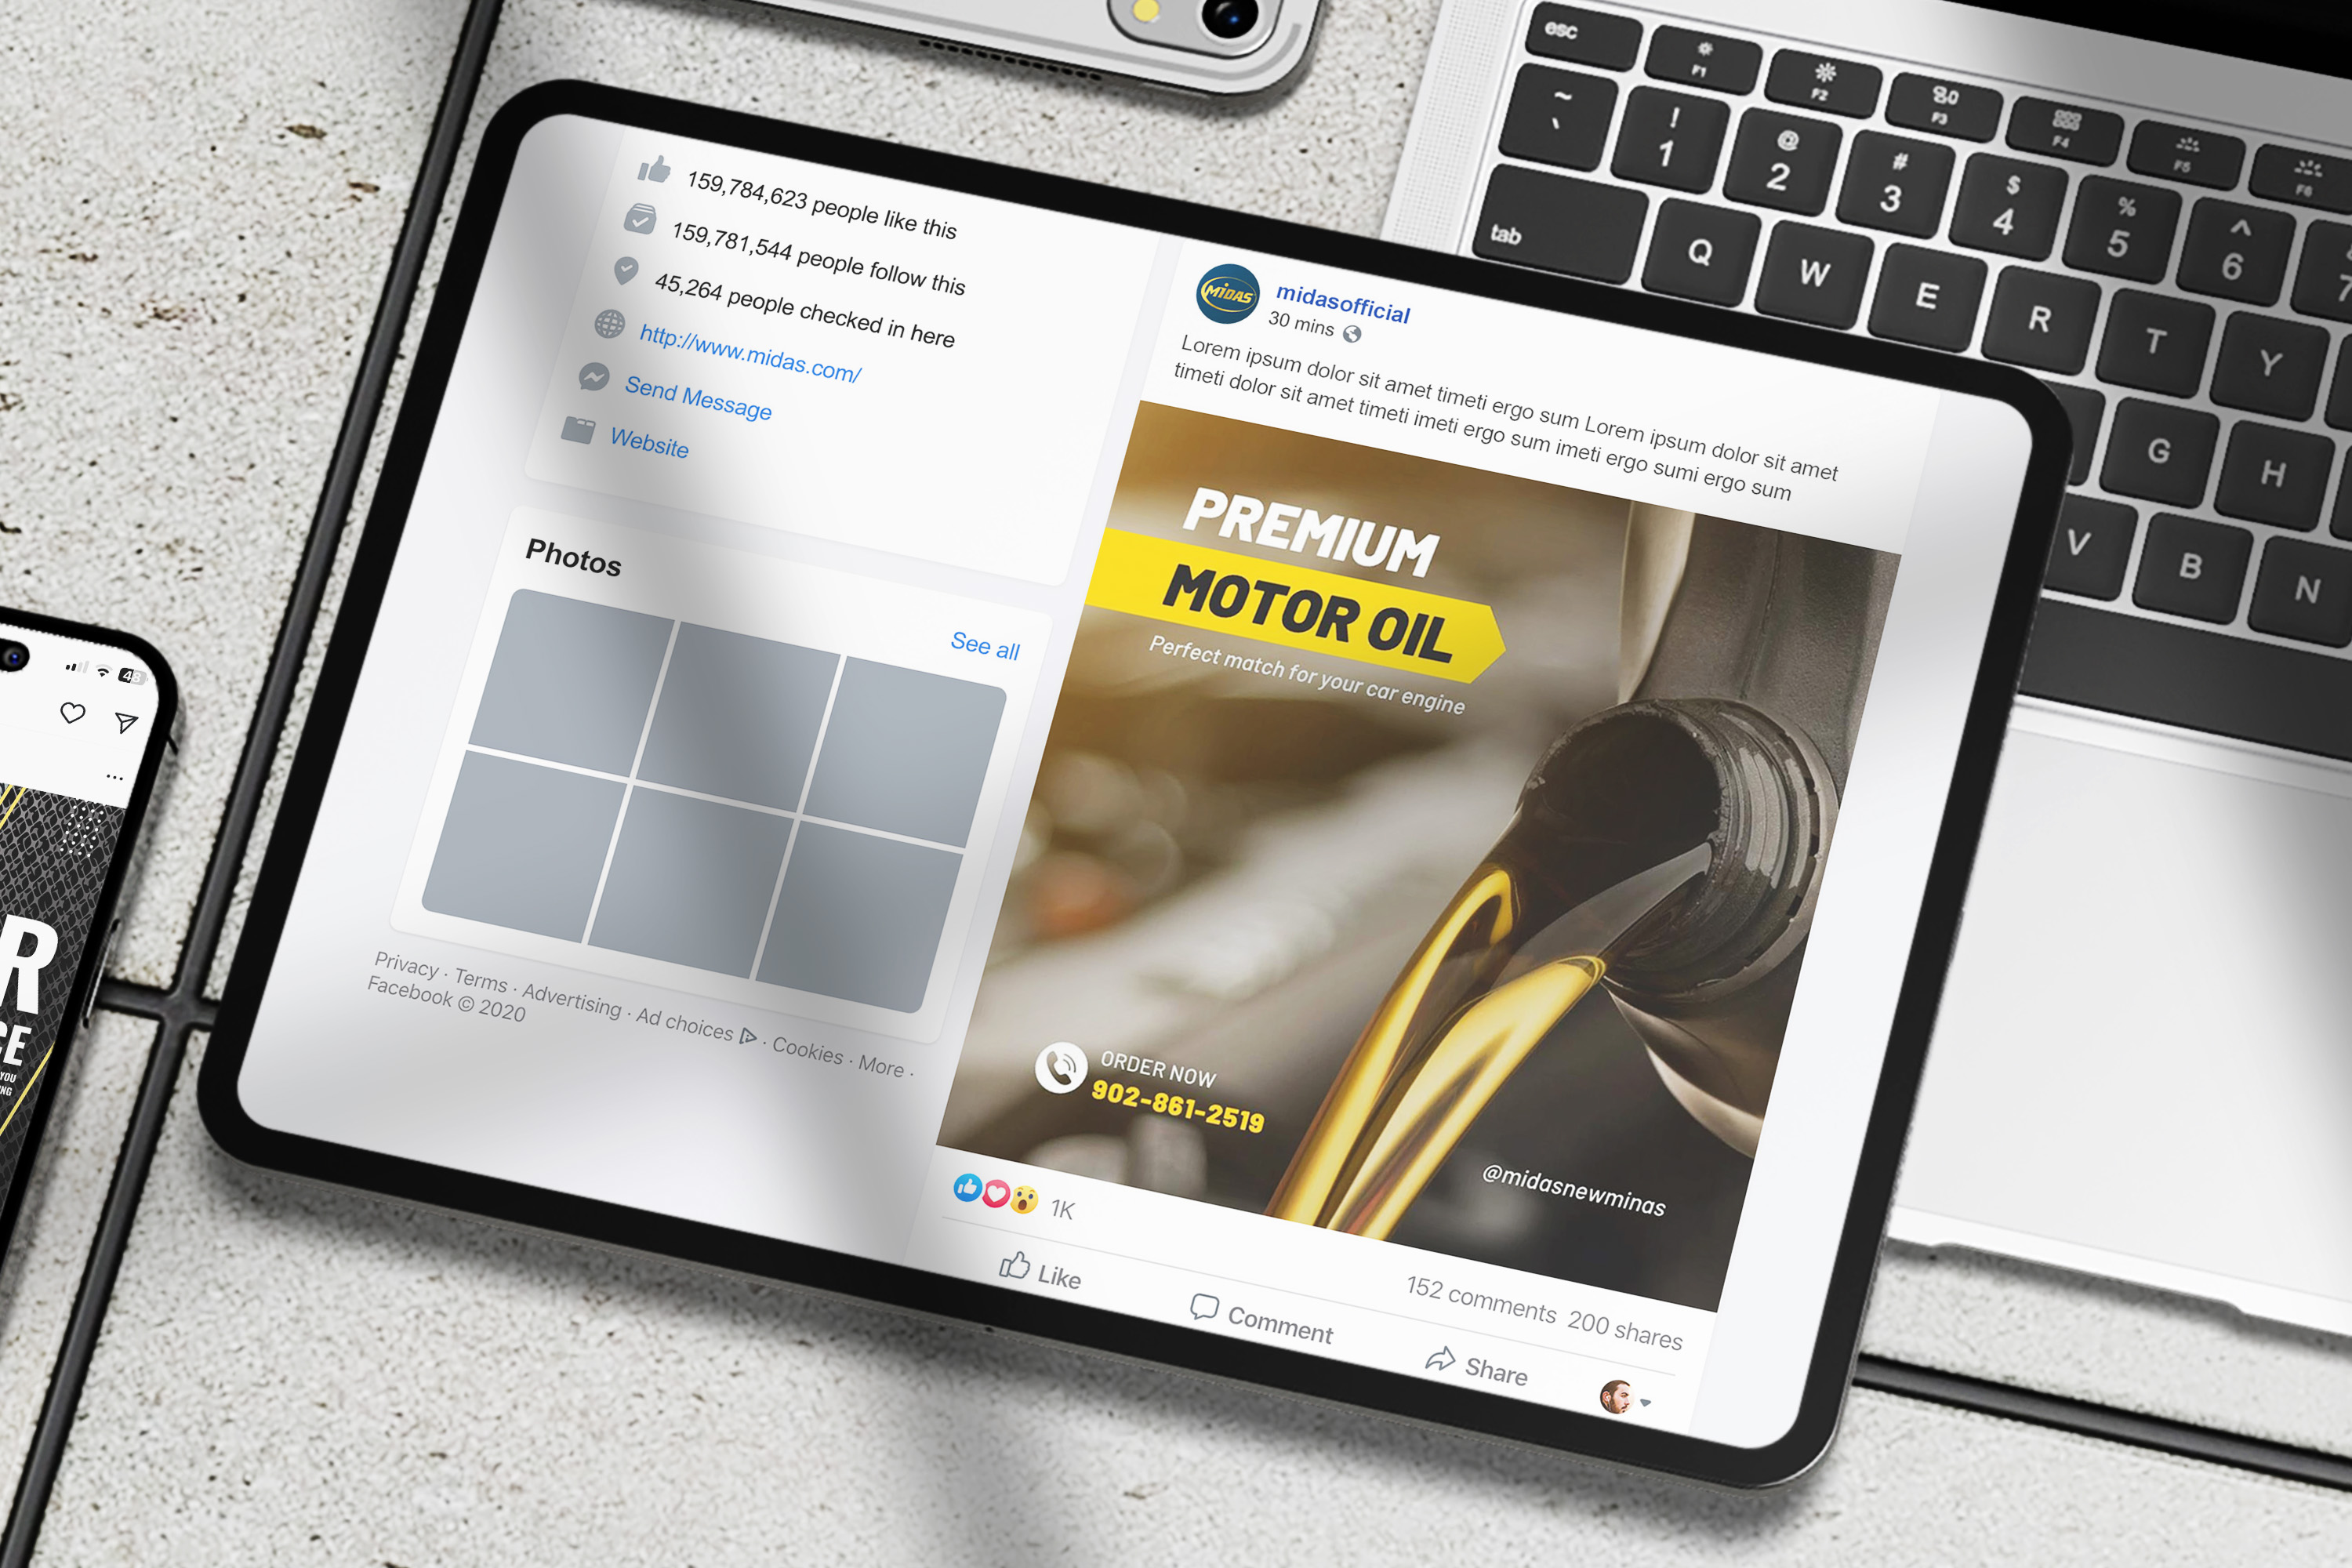 159,784,623 people like this
159,781,544 people follow this
45,264 people checked in here
http://www.midas.com/
Send Message
Website
Photos
See all
Privacy · Terms · Advertising · Ad choices · Cookies · More ·
Facebook © 2020
MIDAS
midasofficial
30 mins
Lorem ipsum dolor sit amet timeti ergo sum Lorem ipsum dolor sit amet
timeti dolor sit amet timeti imeti ergo sum imeti ergo sumi ergo sum
PREMIUM
MOTOR OIL
Perfect match for your car engine
ORDER NOW
902-861-2519
@midasnewminas
1K
152 comments 200 shares
Like
Comment
Share
48
R
CE
YOU
NG
esc
F1
F2
F3
F4
F5
F6
~
`
!
1
@
2
#
3
$
4
%
5
^
6
7
tab
Q
W
E
R
T
Y
G
H
V
B
N